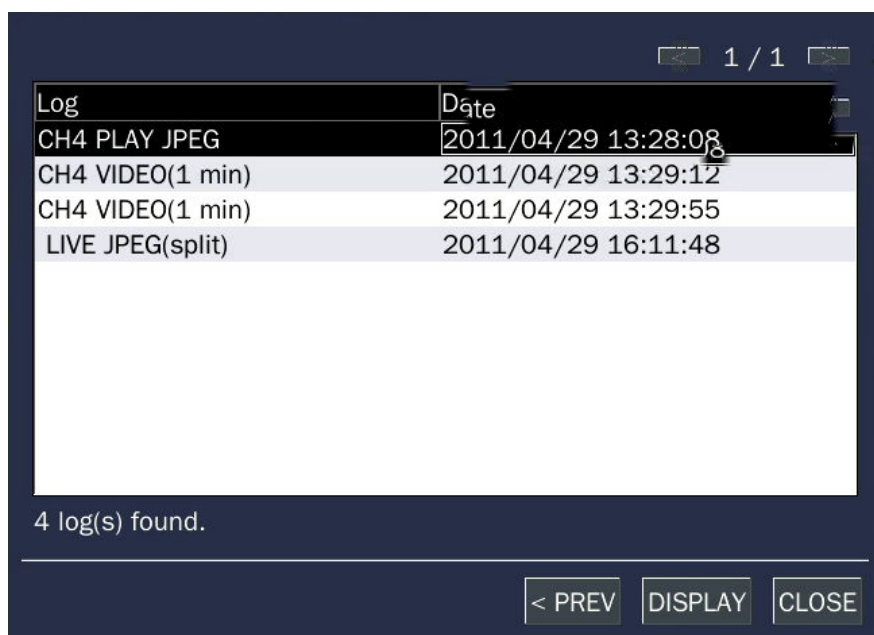 < 1 / 1 >
Log Date
CH4 PLAY JPEG 2011/04/29 13:28:08
CH4 VIDEO(1 min) 2011/04/29 13:29:12
CH4 VIDEO(1 min) 2011/04/29 13:29:55
LIVE JPEG(split) 2011/04/29 16:11:48
4 log(s) found.
< PREV DISPLAY CLOSE